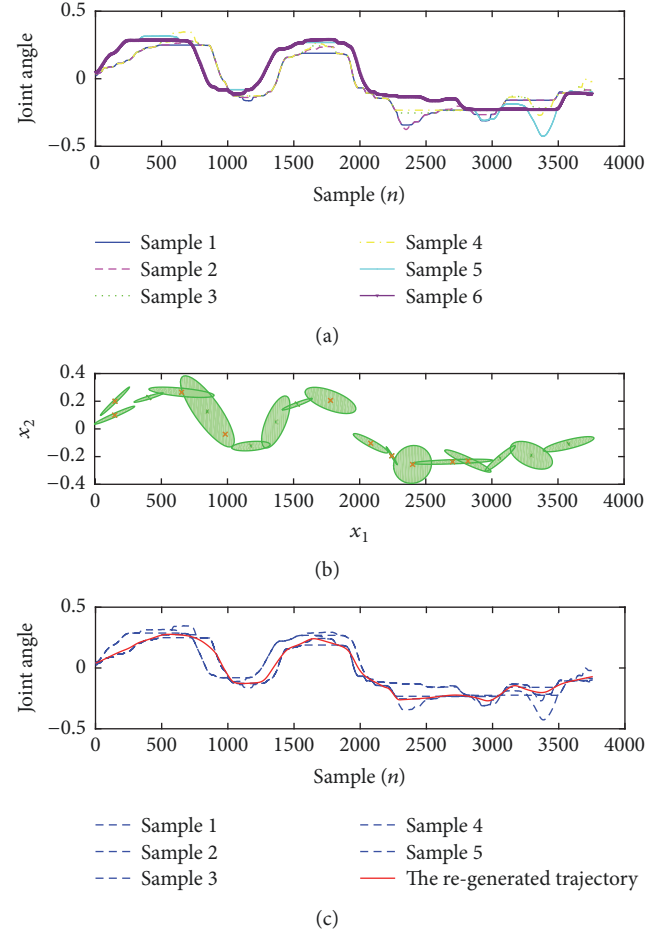 0.5
0
−0.5
Joint angle
0 500 1000 1500 2000 2500 3000 3500 4000
Sample (n)
Sample 1
Sample 2
Sample 3
Sample 4
Sample 5
Sample 6
(a)
0.4
0.2
0
−0.2
−0.4
x₂
0 500 1000 1500 2000 2500 3000 3500 4000
x₁
(b)
0.5
0
−0.5
Joint angle
0 500 1000 1500 2000 2500 3000 3500 4000
Sample (n)
Sample 1
Sample 2
Sample 3
Sample 4
Sample 5
The re-generated trajectory
(c)